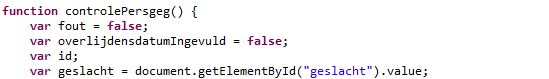 function controlePersgeg() {
    var fout = false;
    var overlijdensdatumIngevuld = false;
    var id;
    var geslacht = document.getElementById("geslacht").value;